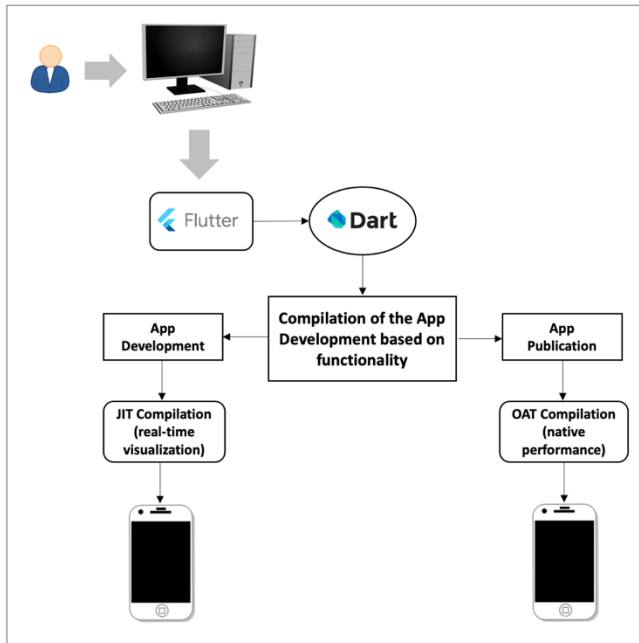 Flutter
Dart
Compilation of the App
Development based on
functionality
App
Development
App
Publication
JIT Compilation
(real-time
visualization)
OAT Compilation
(native
performance)